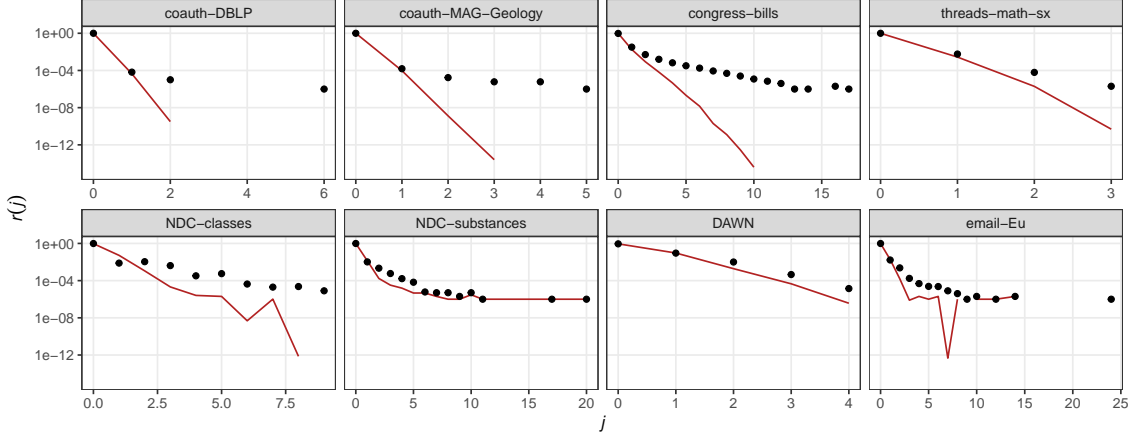 coauth−DBLP
coauth−MAG−Geology
congress−bills
threads−math−sx
1e+00
1e−04
1e−08
1e−12
0 2 4 6
0 1 2 3 4 5
0 5 10 15
0 1 2 3
r(j)
NDC−classes
NDC−substances
DAWN
email−Eu
1e+00
1e−04
1e−08
1e−12
0.0 2.5 5.0 7.5
0 5 10 15 20
0 1 2 3 4
0 5 10 15 20 25
j